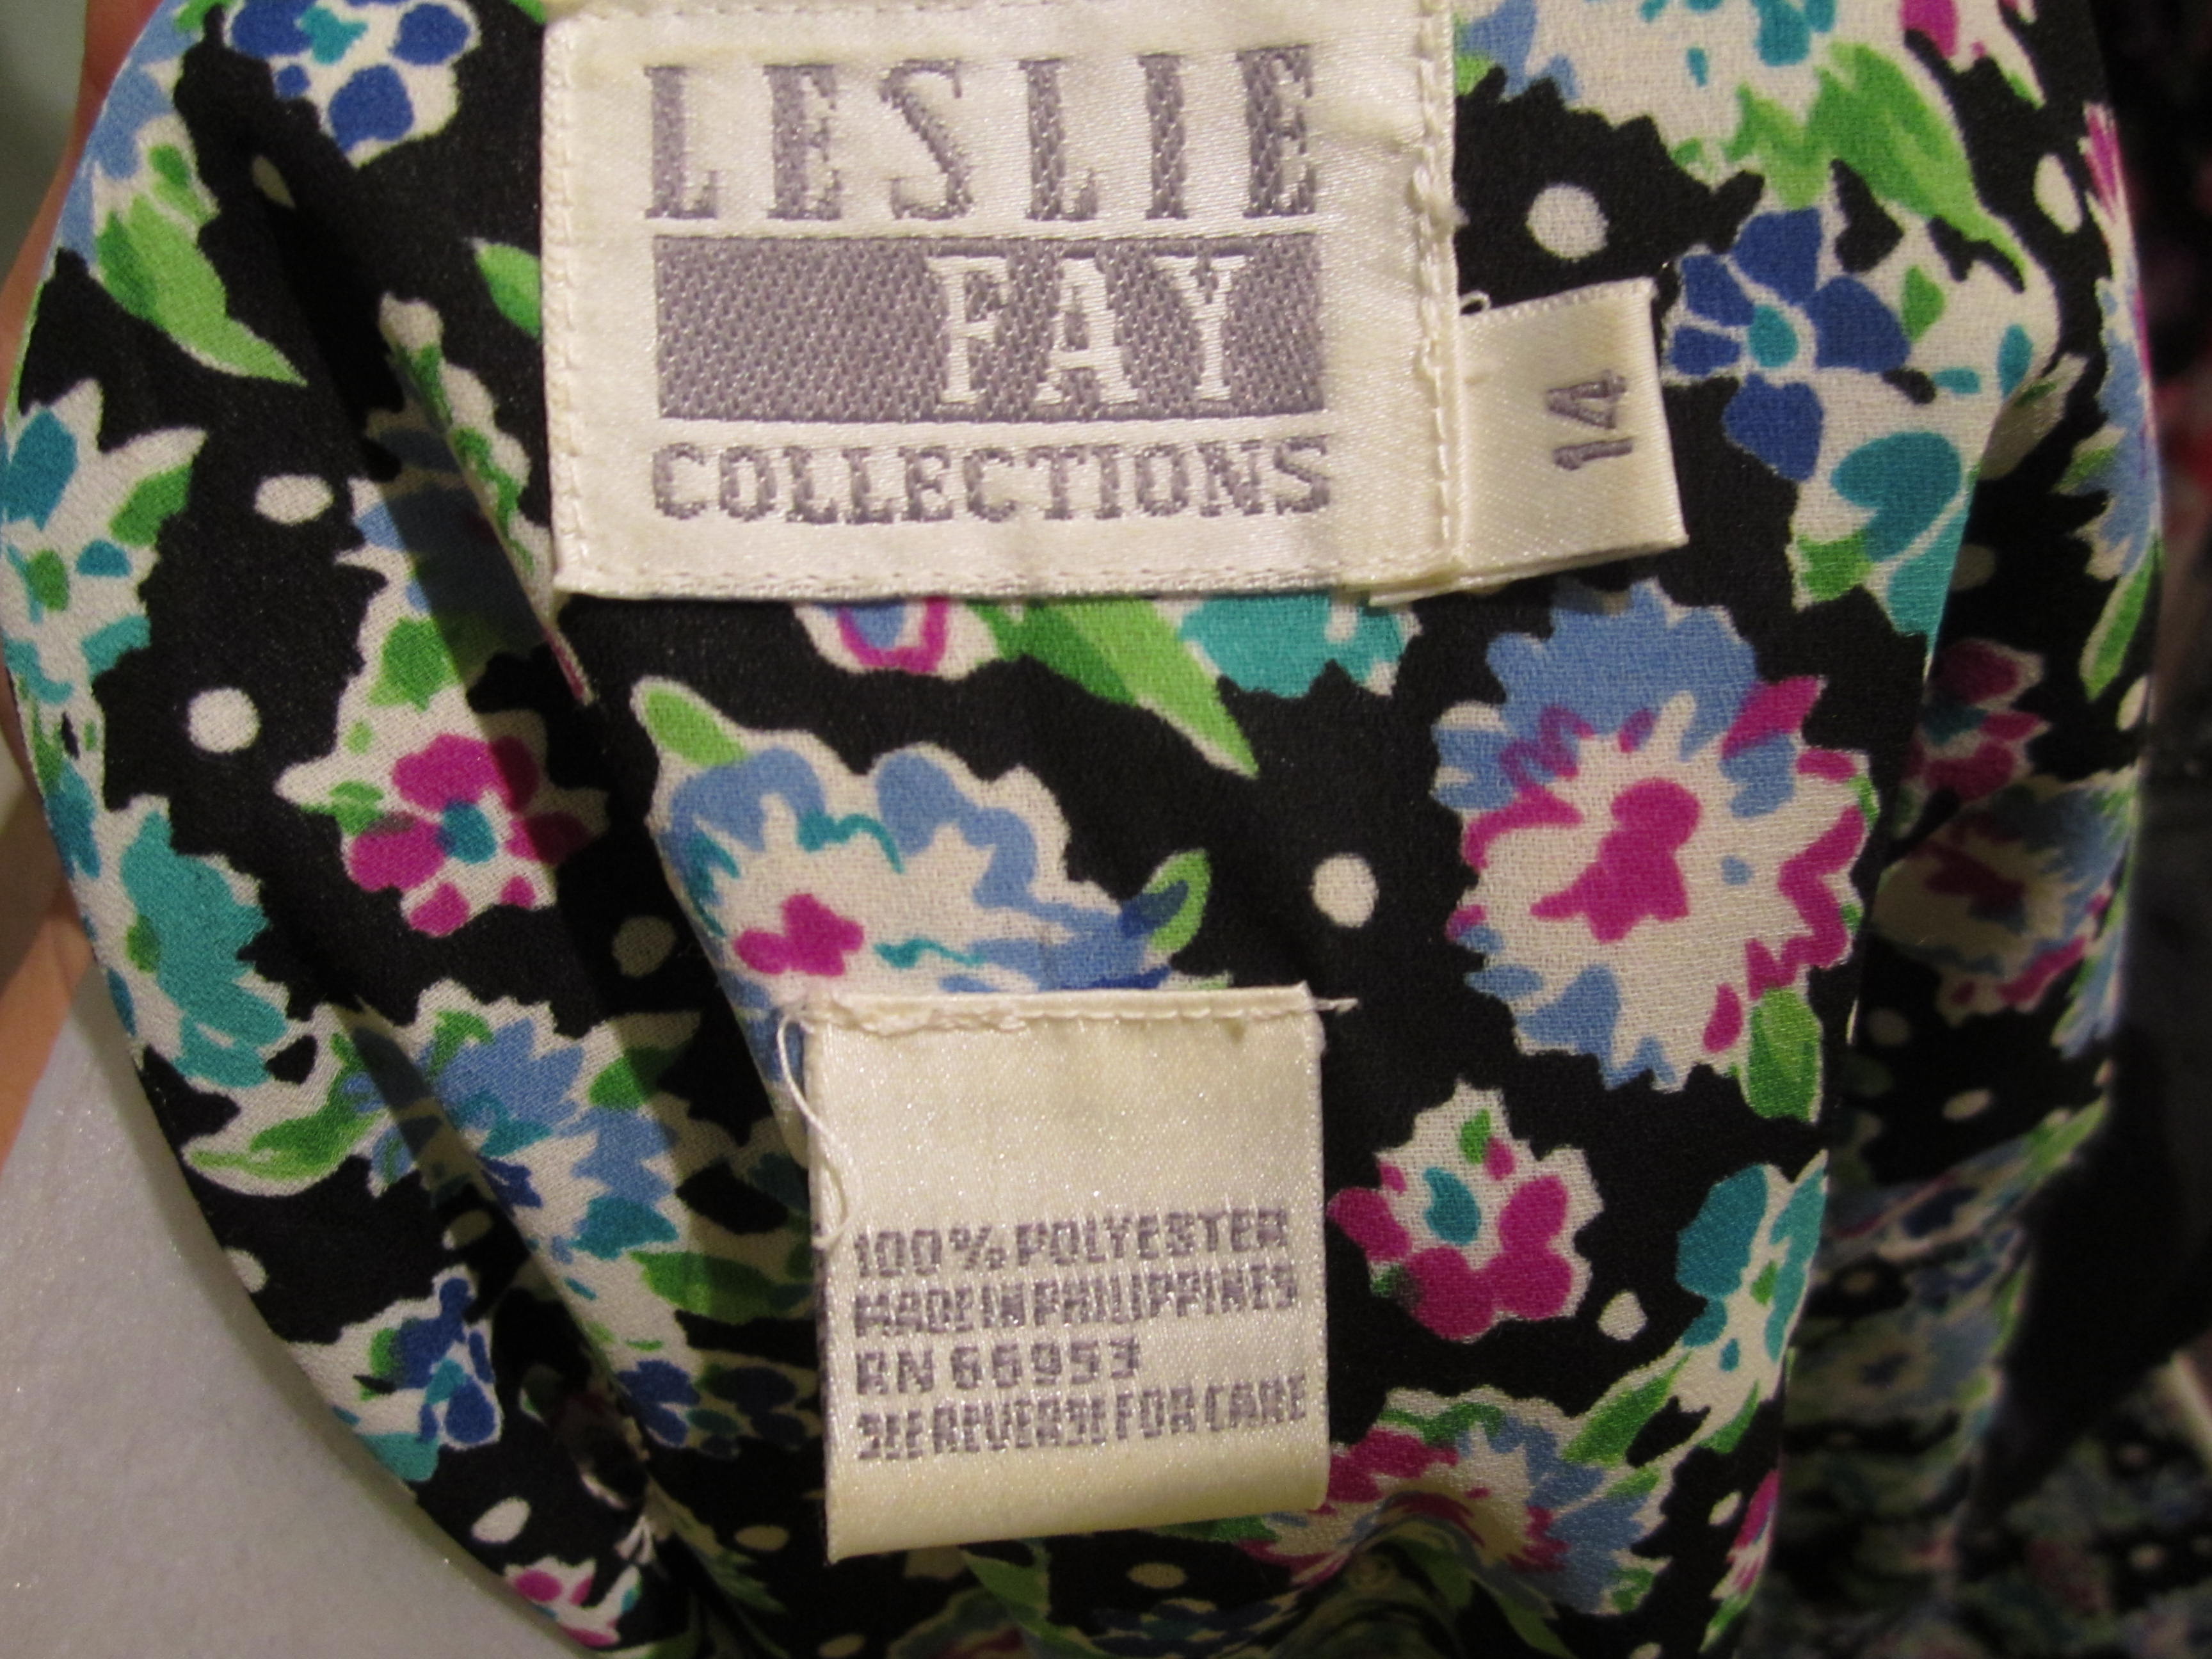 LESLIE
FAY
COLLECTIONS
14
100% POLYESTER
MADE IN PHILIPPINES
RN 66953
SEE REVERSE FOR CARE